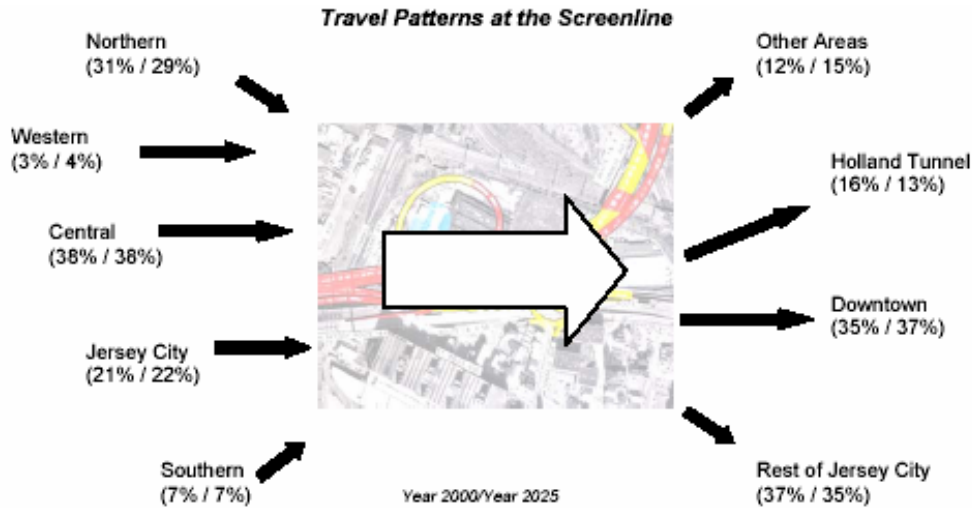 Travel Patterns at the Screenline
Northern
(31% / 29%)
Western
(3% / 4%)
Central
(38% / 38%)
Jersey City
(21% / 22%)
Southern
(7% / 7%)
Other Areas
(12% / 15%)
Holland Tunnel
(16% / 13%)
Downtown
(35% / 37%)
Rest of Jersey City
(37% / 35%)
Year 2000/Year 2025